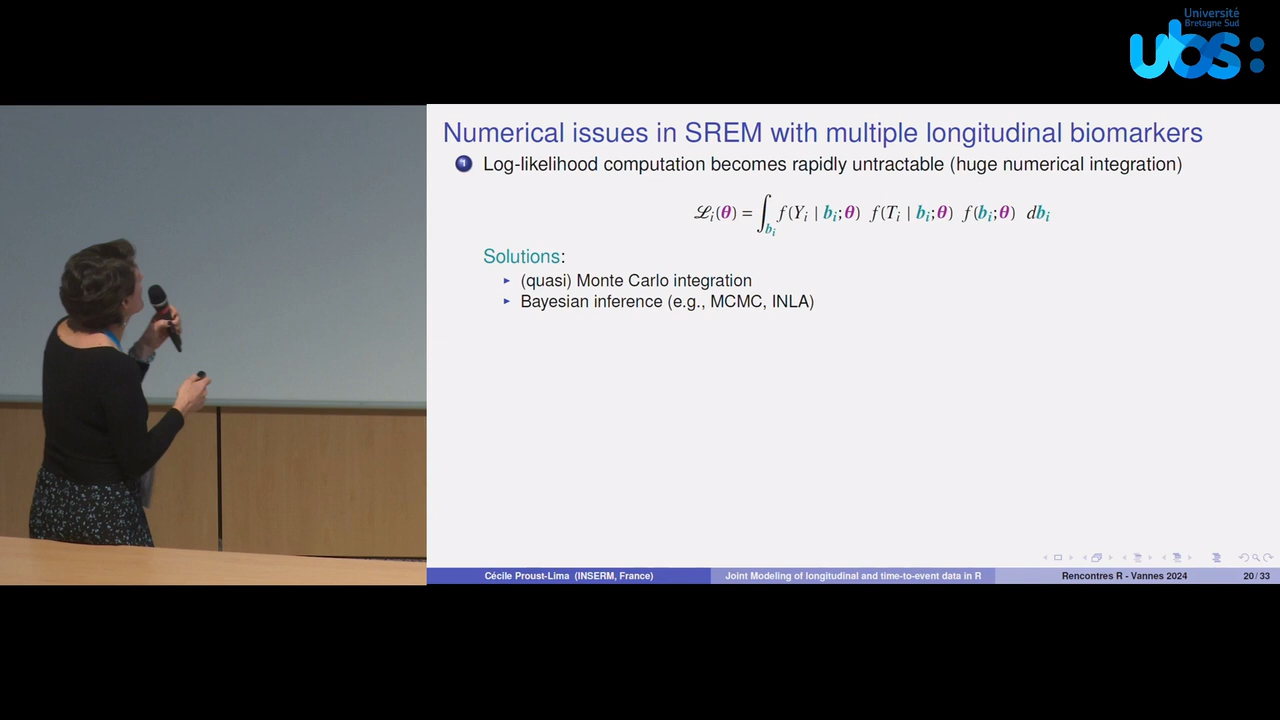 Université
Bretagne Sud
ubs:
Numerical issues in SREM with multiple longitudinal biomarkers
1 Log-likelihood computation becomes rapidly untractable (huge numerical integration)
ℒᵢ(θ) = ∫_{bᵢ} f(Yᵢ | bᵢ;θ) f(Tᵢ | bᵢ;θ) f(bᵢ;θ) dbᵢ
Solutions:
▸ (quasi) Monte Carlo integration
▸ Bayesian inference (e.g., MCMC, INLA)
Cécile Proust-Lima (INSERM, France) Joint Modeling of longitudinal and time-to-event data in R Rencontres R - Vannes 2024 20 / 33